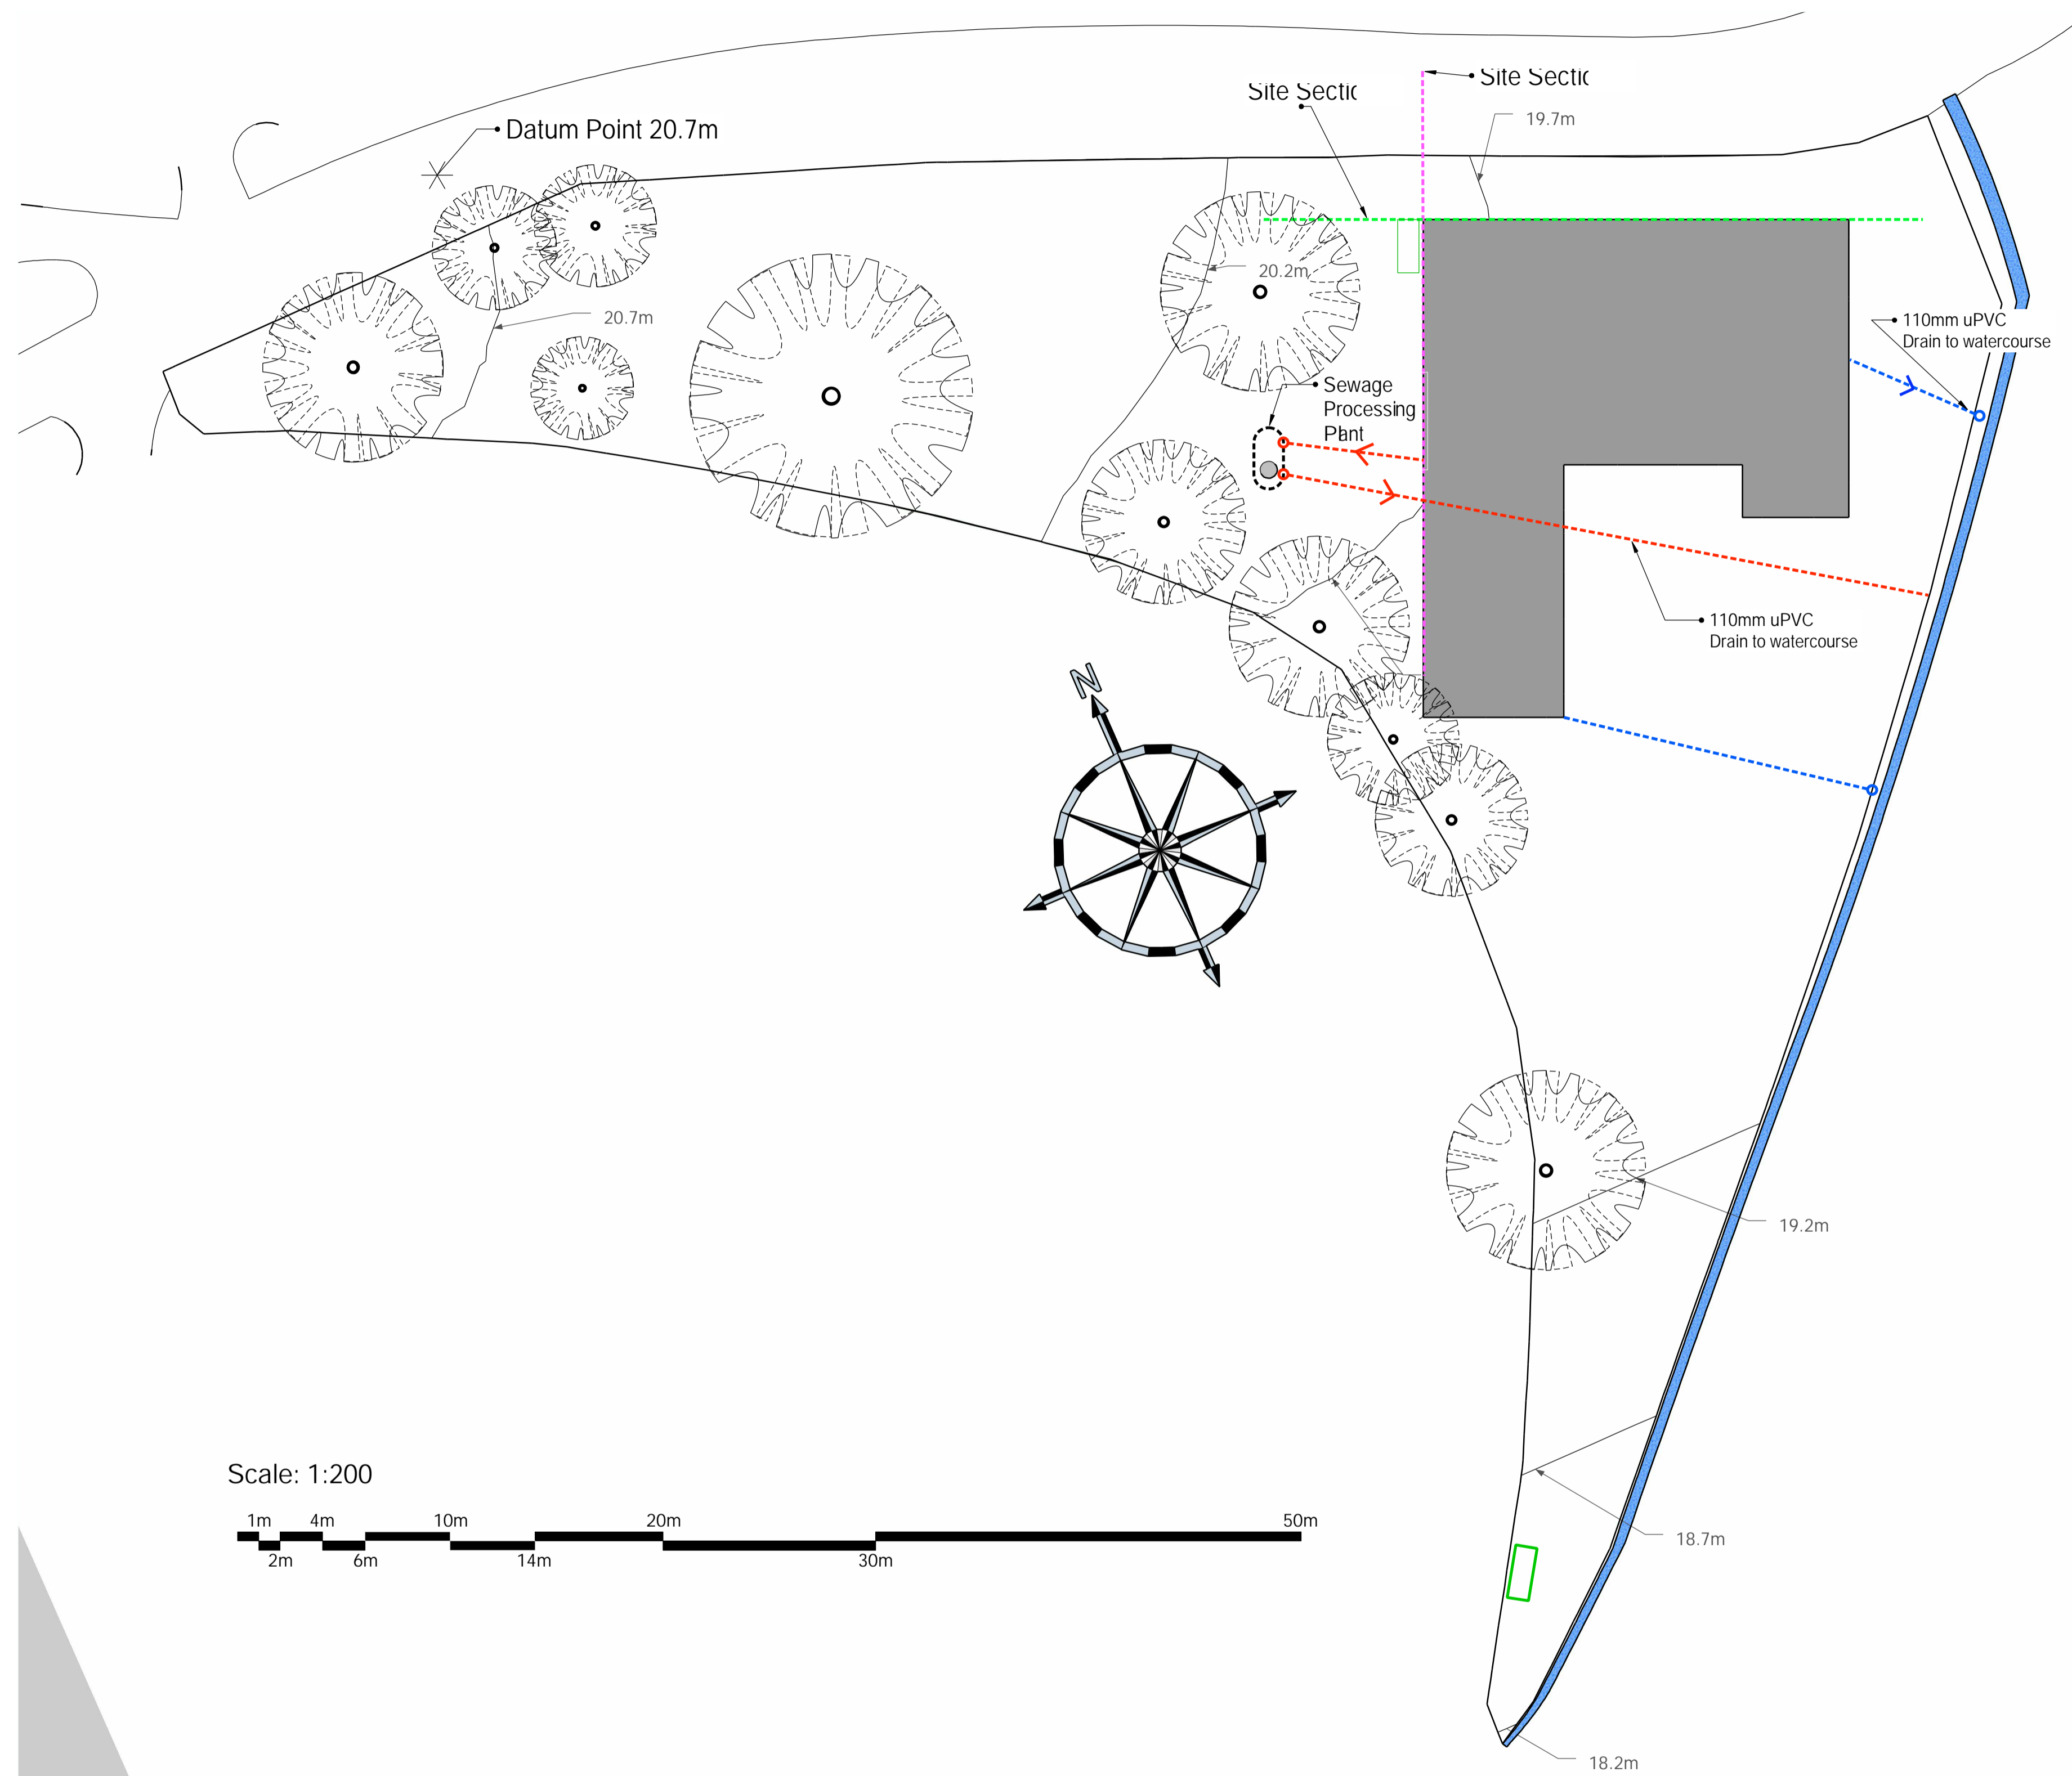 Site Sectic
Site Sectic
19.7m
Datum Point 20.7m
20.2m
20.7m
110mm uPVC
Drain to watercourse
Sewage
Processing
Plant
110mm uPVC
Drain to watercourse
N
19.2m
Scale: 1:200
1m 4m 10m 20m 50m
2m 6m 14m 30m
18.7m
18.2m